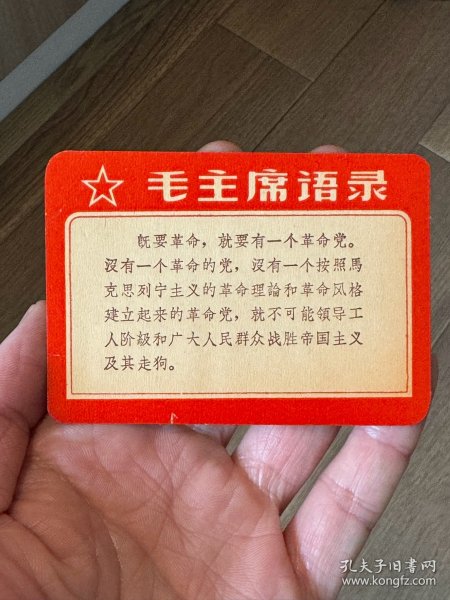 毛主席语录
既要革命，就要有一个革命党。
没有一个革命的党，没有一个按照馬
克思列宁主义的革命理論和革命风格
建立起来的革命党，就不可能領导工
人阶級和广大人民群众战胜帝国主义
及其走狗。
孔夫子旧书网
www.kongfz.com